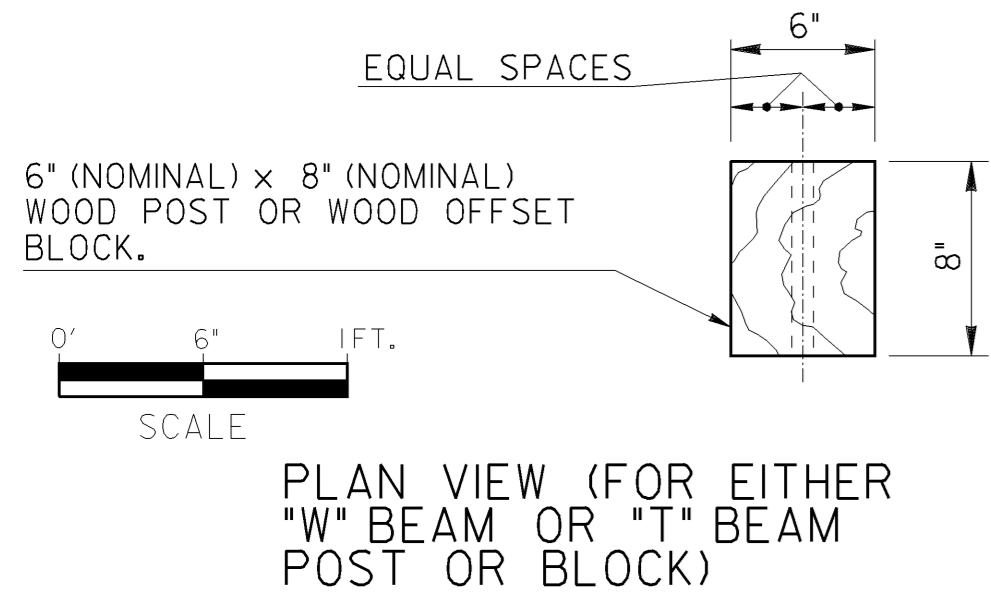 6"
EQUAL SPACES
6" (NOMINAL) x 8" (NOMINAL)
WOOD POST OR WOOD OFFSET
BLOCK.
8"
0' 6" 1FT.
SCALE
PLAN VIEW (FOR EITHER
"W" BEAM OR "T" BEAM
POST OR BLOCK)